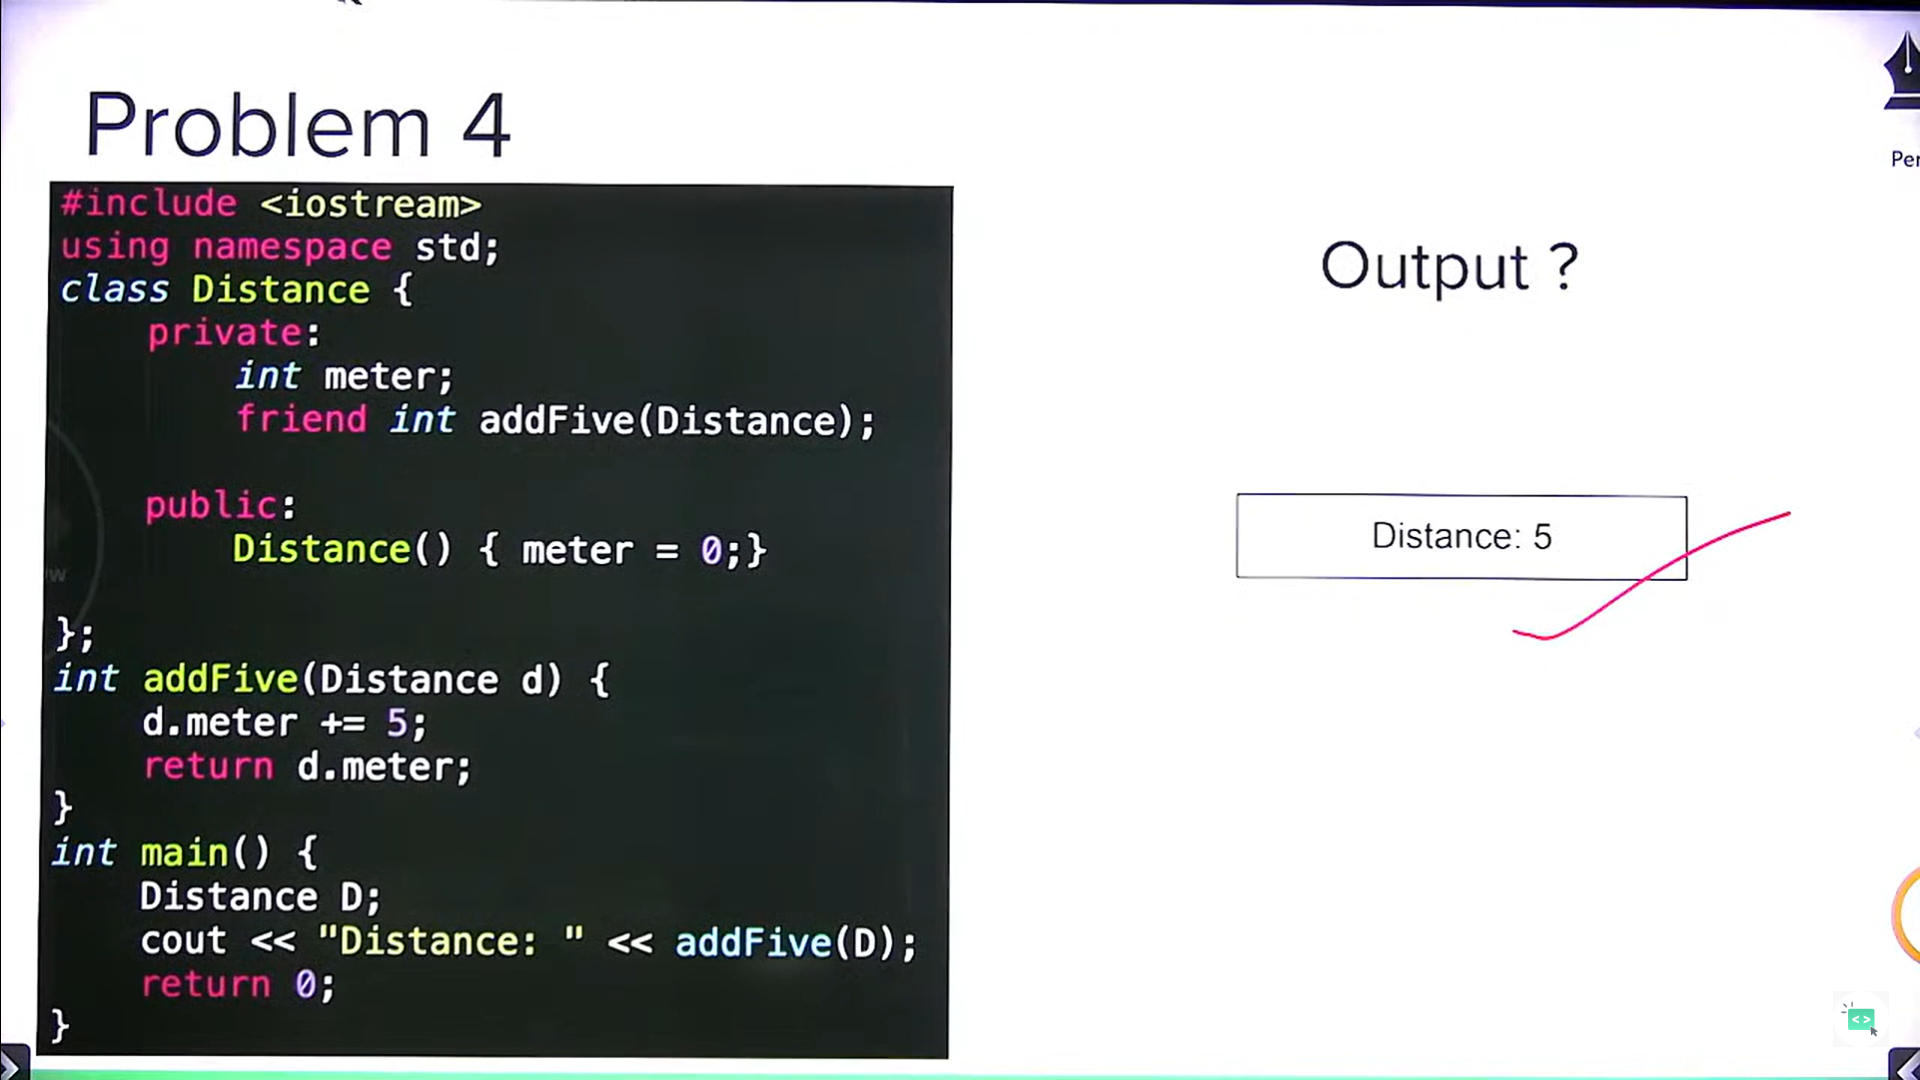 Problem 4
#include <iostream>
using namespace std;
class Distance {
    private:
        int meter;
        friend int addFive(Distance);

    public:
        Distance() { meter = 0;}

};
int addFive(Distance d) {
    d.meter += 5;
    return d.meter;
}
int main() {
    Distance D;
    cout << "Distance: " << addFive(D);
    return 0;
}
Output ?
Distance: 5